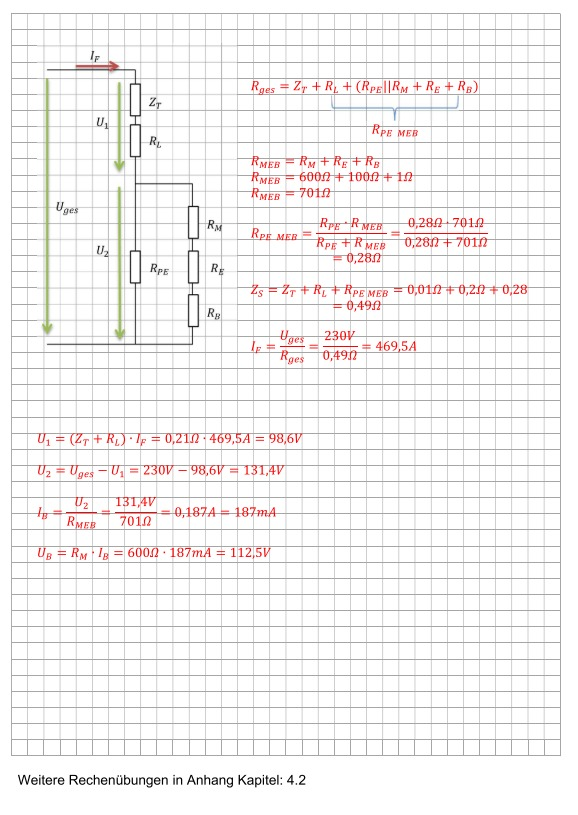 I_F
Z_T
U_1
R_L
U_ges
R_M
U_2
R_PE
R_E
R_B
R_ges = Z_T + R_L + (R_PE||R_M + R_E + R_B)
R_PE MEB
R_MEB = R_M + R_E + R_B
R_MEB = 600Ω + 100Ω + 1Ω
R_MEB = 701Ω
R_PE MEB = (R_PE · R_MEB)/(R_PE + R_MEB) = (0,28Ω · 701Ω)/(0,28Ω + 701Ω)
= 0,28Ω
Z_S = Z_T + R_L + R_PE MEB = 0,01Ω + 0,2Ω + 0,28
= 0,49Ω
I_F = U_ges/R_ges = 230V/0,49Ω = 469,5A
U_1 = (Z_T + R_L) · I_F = 0,21Ω · 469,5A = 98,6V
U_2 = U_ges − U_1 = 230V − 98,6V = 131,4V
I_B = U_2/R_MEB = 131,4V/701Ω = 0,187A = 187mA
U_B = R_M · I_B = 600Ω · 187mA = 112,5V
Weitere Rechenübungen in Anhang Kapitel: 4.2